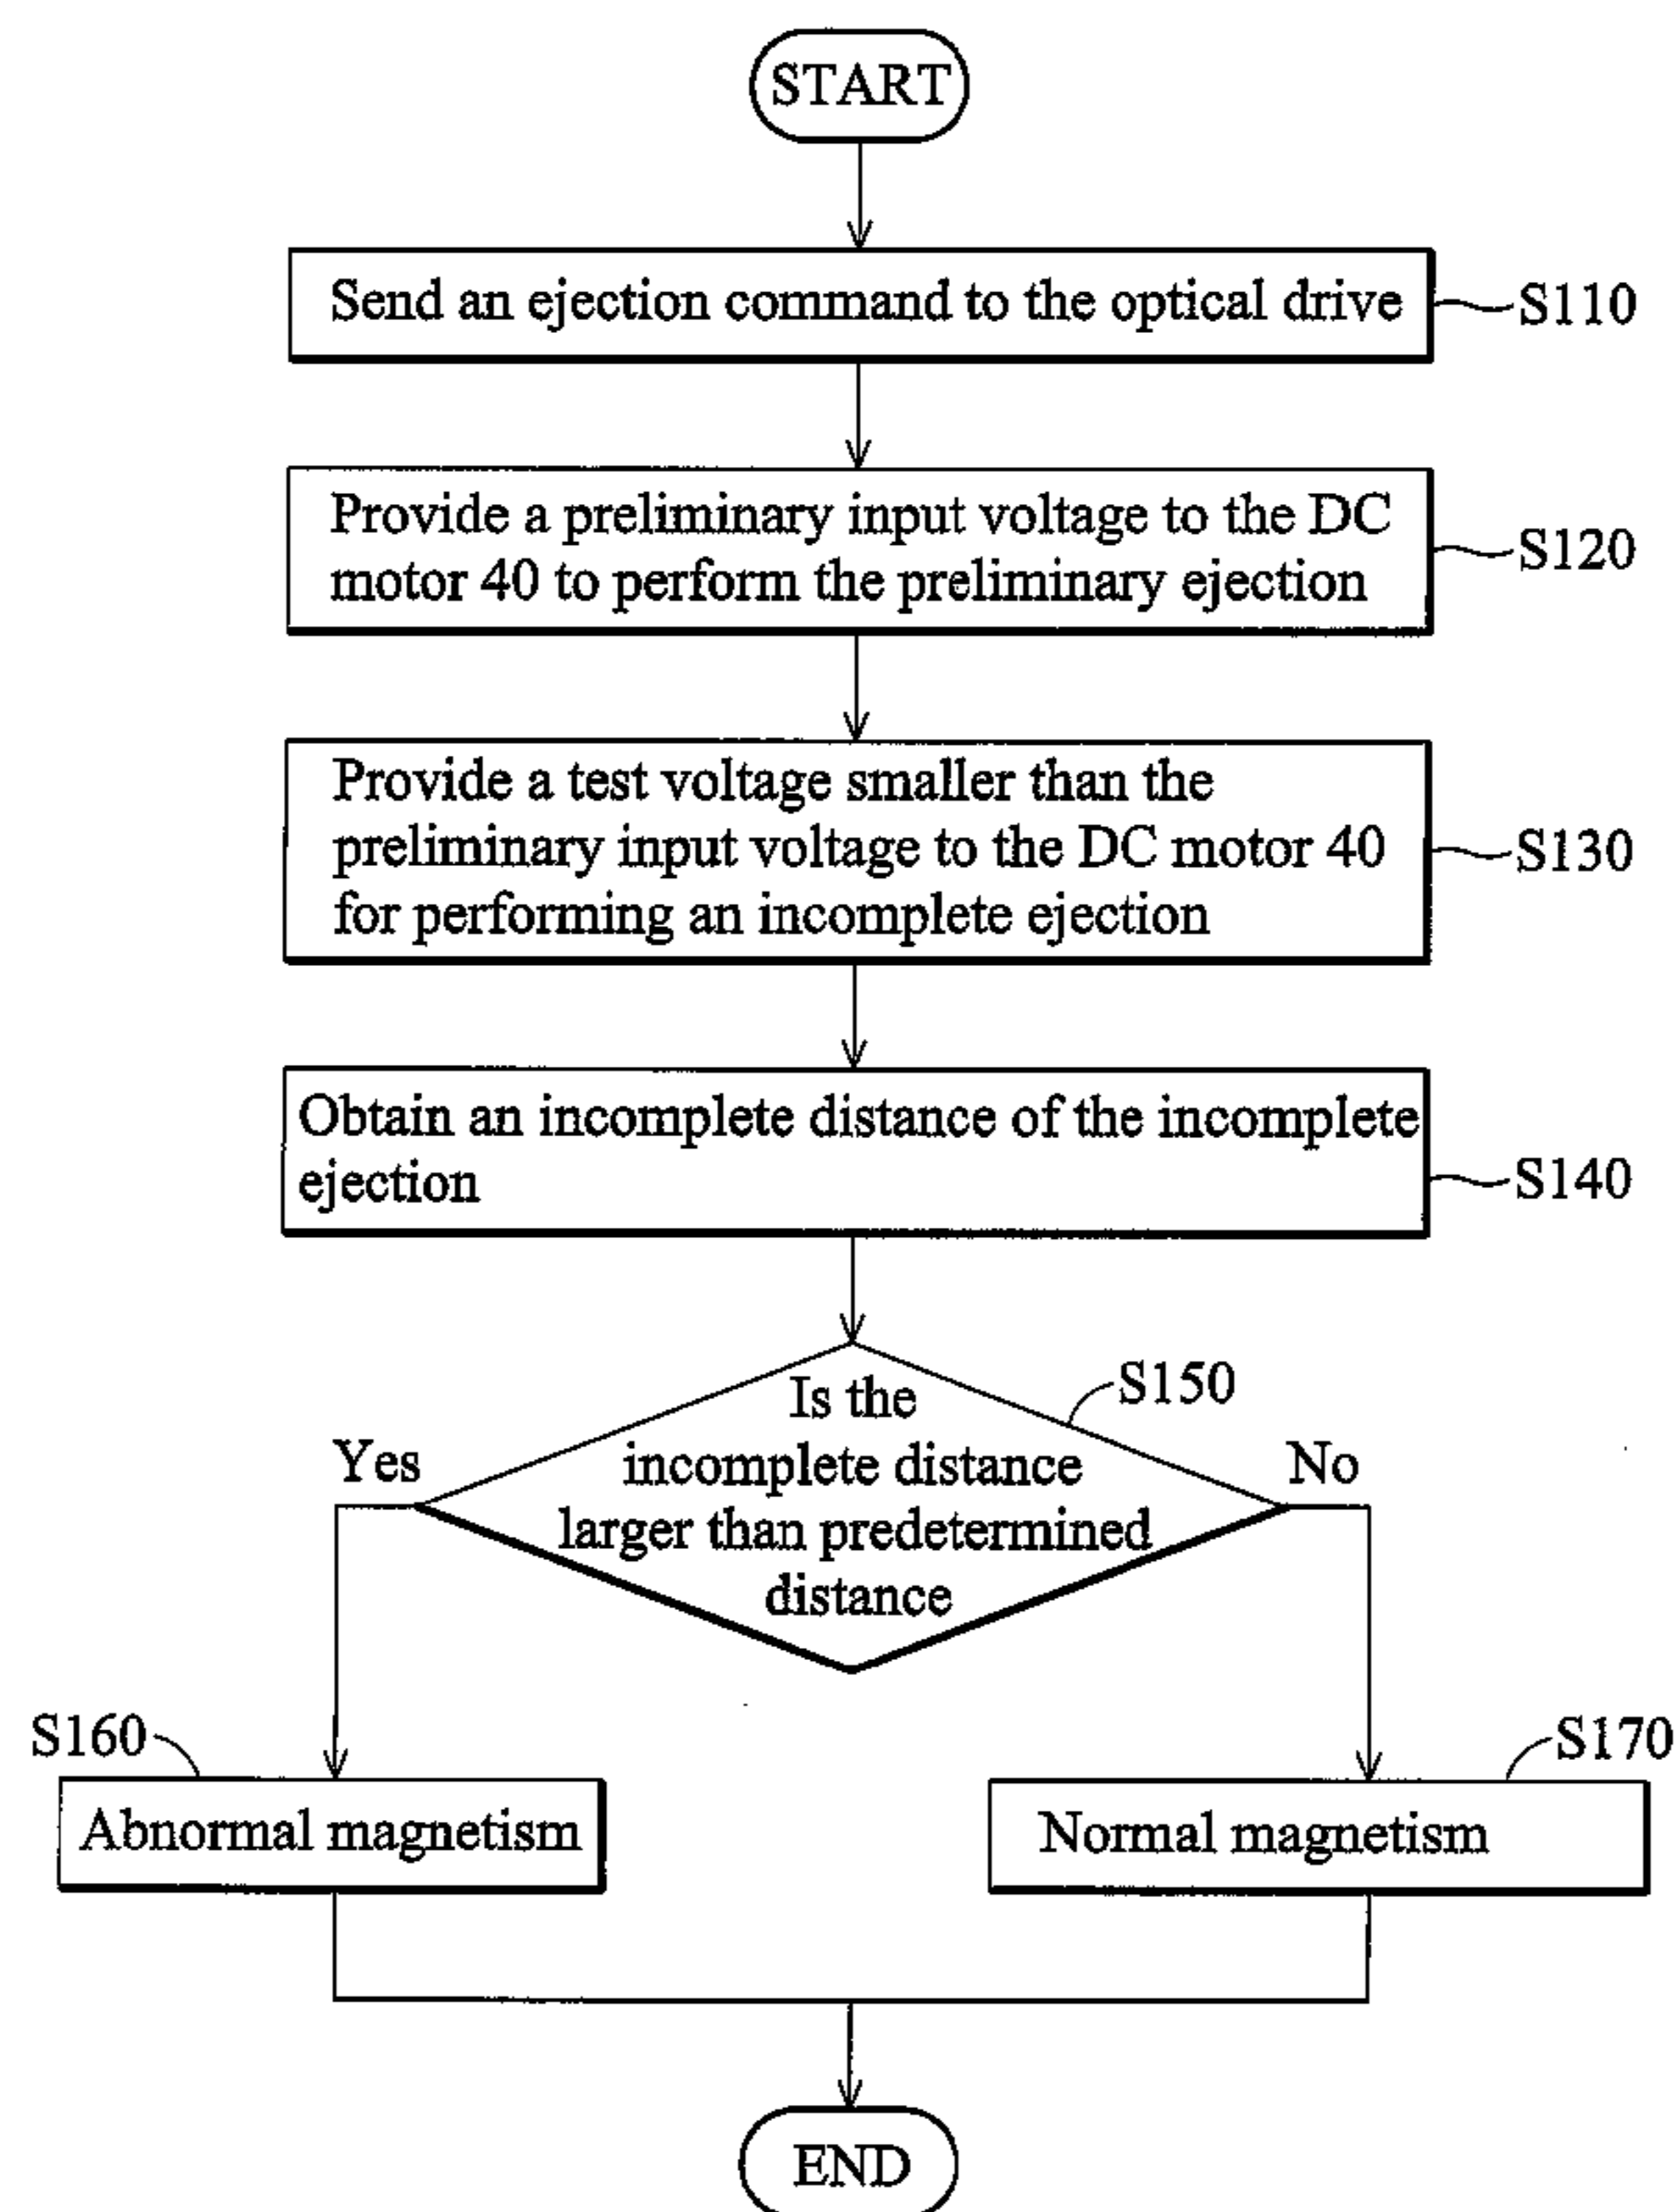 START
Send an ejection command to the optical drive
S110
Provide a preliminary input voltage to the DC
motor 40 to perform the preliminary ejection
S120
Provide a test voltage smaller than the
preliminary input voltage to the DC motor 40
for performing an incomplete ejection
S130
Obtain an incomplete distance of the incomplete
ejection
S140
Is the
incomplete distance
larger than predetermined
distance
S150
Yes
No
S160
Abnormal magnetism
S170
Normal magnetism
END